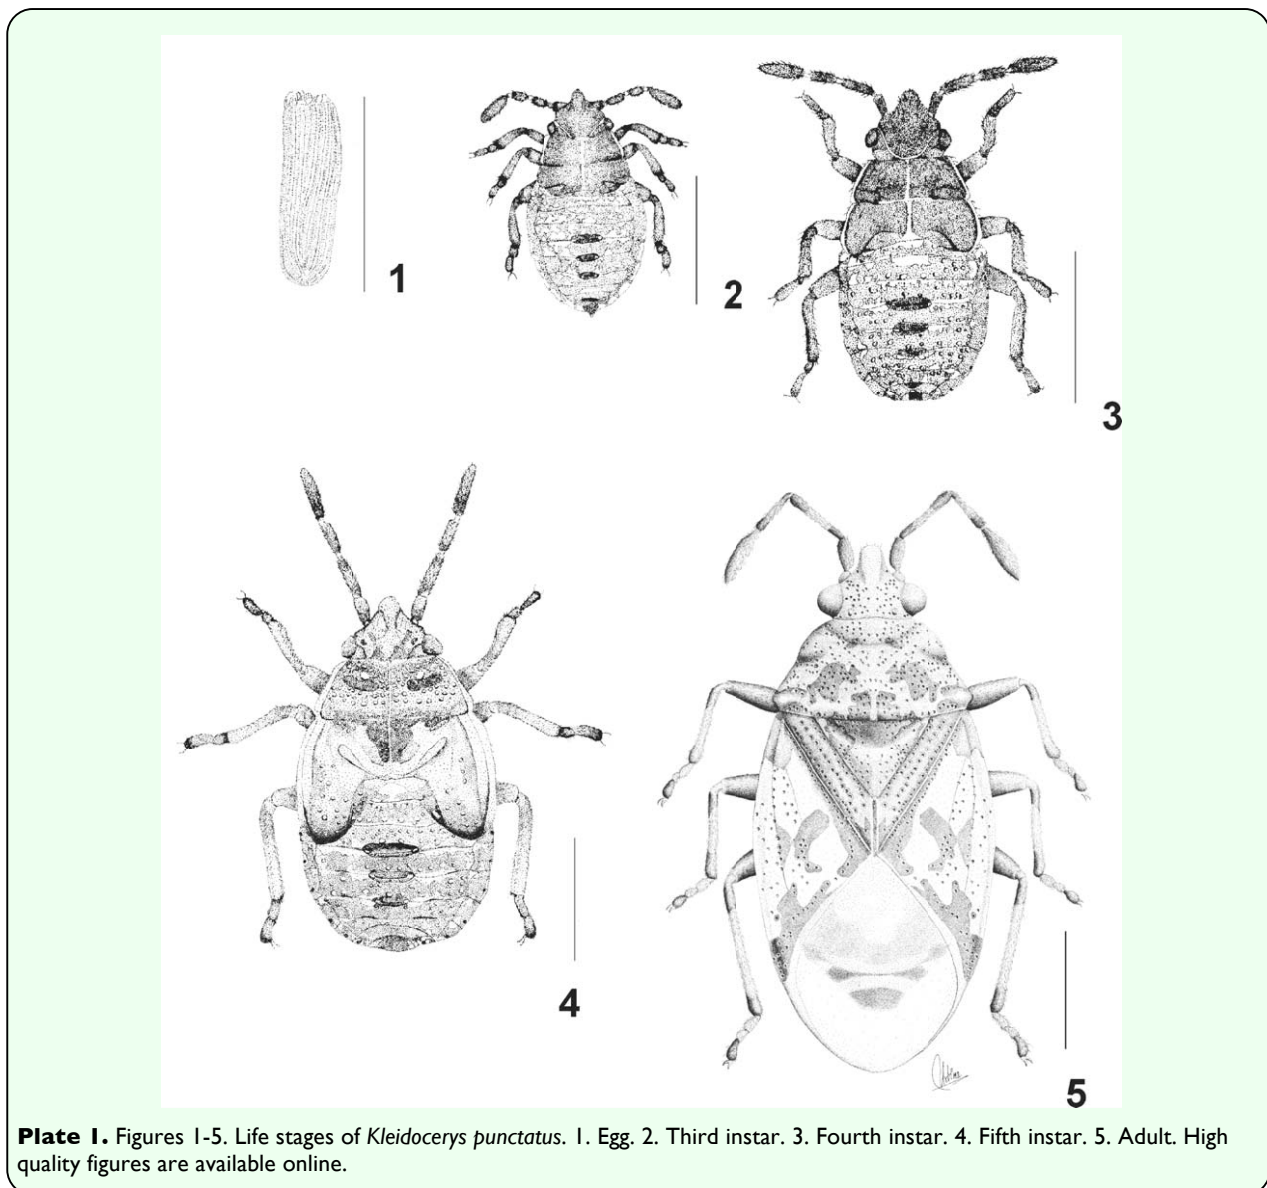 1
2
3
4
5
Plate 1. Figures 1-5. Life stages of Kleidocerys punctatus. 1. Egg. 2. Third instar. 3. Fourth instar. 4. Fifth instar. 5. Adult. High
quality figures are available online.